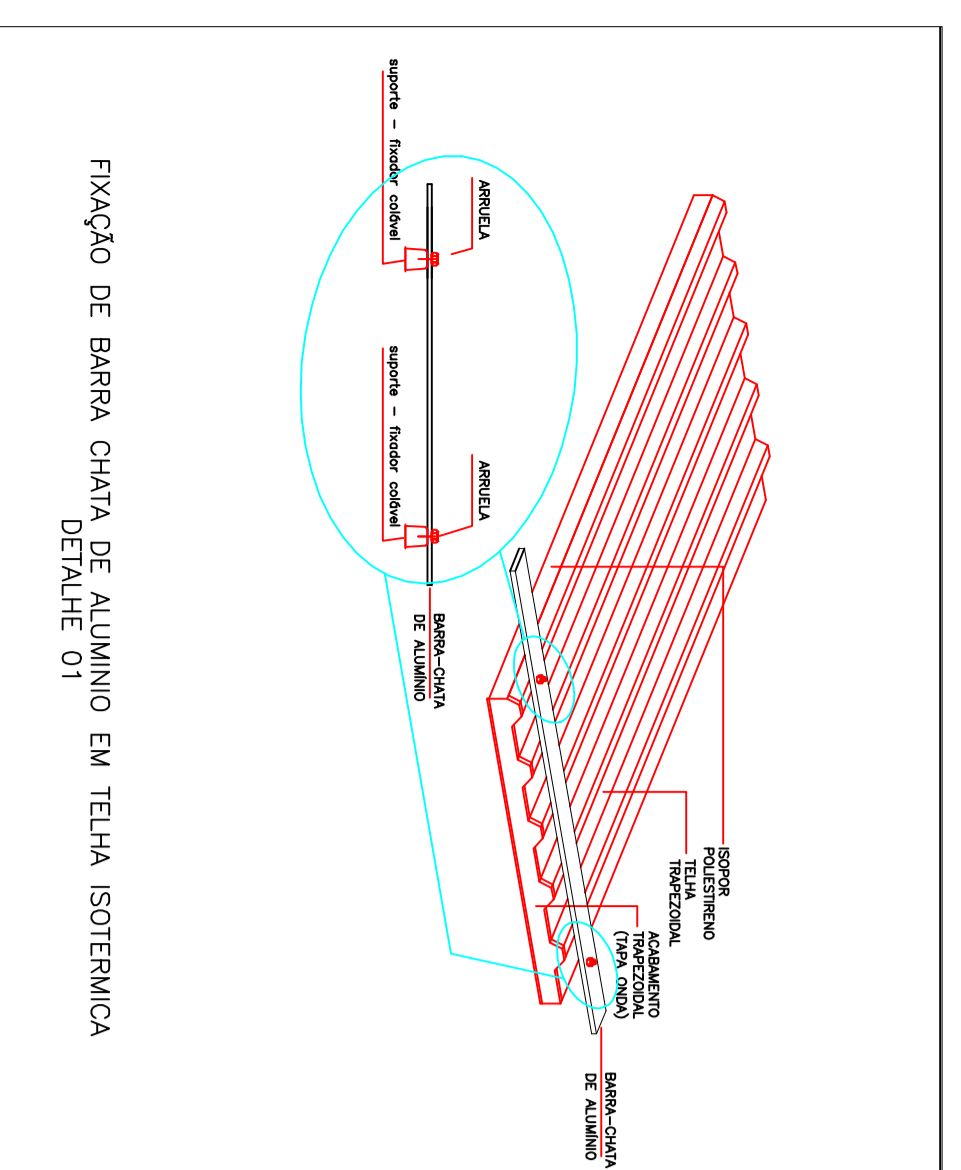 ISOPOR
POLIESTIRENO
TELHA
TRAPEZOIDAL
ACABAMENTO
TRAPEZOIDAL
(TAPA ONDA)
BARRA-CHATA
DE ALUMÍNIO
ARRUELA
ARRUELA
BARRA-CHATA
DE ALUMÍNIO
suporte - fixador colável
suporte - fixador colável
FIXAÇÃO DE BARRA CHATA DE ALUMINIO EM TELHA ISOTERMICA
DETALHE 01